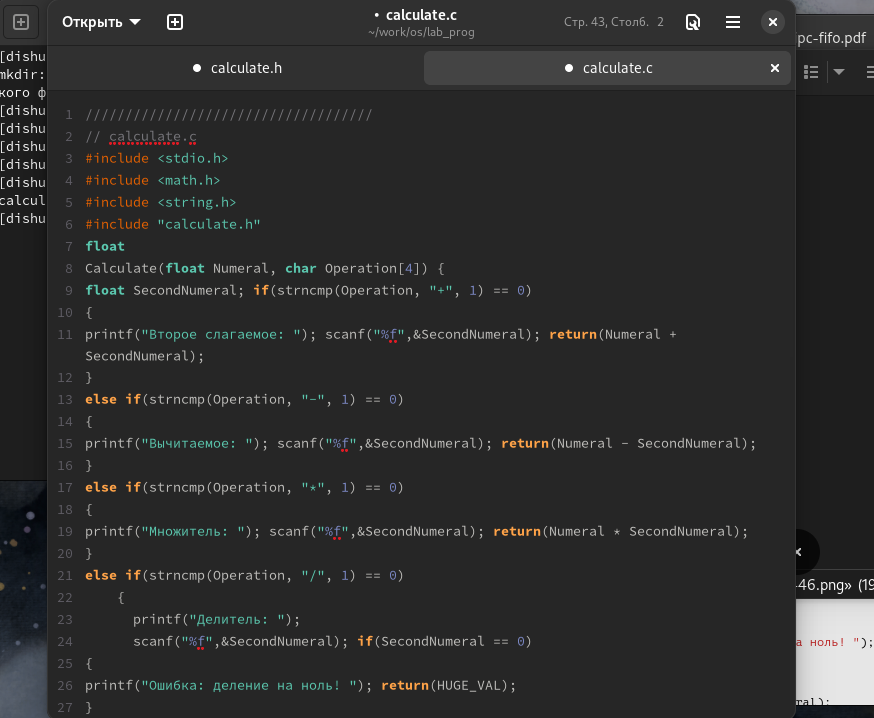 Открыть
calculate.c
~/work/os/lab_prog
Стр. 43, Столб. 2
pc-fifo.pdf
calculate.h
calculate.c
[dishu
mkdir:
кого ф
[dishu
[dishu
[dishu
[dishu
[dishu
calcul
[dishu
1 ////////////////////////////////////
2 // calculate.c
3 #include <stdio.h>
4 #include <math.h>
5 #include <string.h>
6 #include "calculate.h"
7 float
8 Calculate(float Numeral, char Operation[4]) {
9 float SecondNumeral; if(strncmp(Operation, "+", 1) == 0)
10 {
11 printf("Второе слагаемое: "); scanf("%f",&SecondNumeral); return(Numeral +
SecondNumeral);
12 }
13 else if(strncmp(Operation, "-", 1) == 0)
14 {
15 printf("Вычитаемое: "); scanf("%f",&SecondNumeral); return(Numeral - SecondNumeral);
16 }
17 else if(strncmp(Operation, "*", 1) == 0)
18 {
19 printf("Множитель: "); scanf("%f",&SecondNumeral); return(Numeral * SecondNumeral);
20 }
21 else if(strncmp(Operation, "/", 1) == 0)
22 {
23 printf("Делитель: ");
24 scanf("%f",&SecondNumeral); if(SecondNumeral == 0)
25 {
26 printf("Ошибка: деление на ноль! "); return(HUGE_VAL);
27 }
46.png» (19
а ноль! ");
ral);